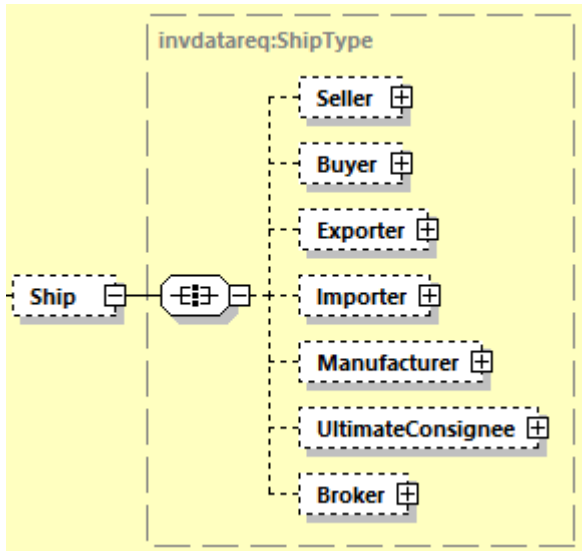 invdatareq:ShipType
Seller
Buyer
Exporter
Ship
Importer
Manufacturer
UltimateConsignee
Broker